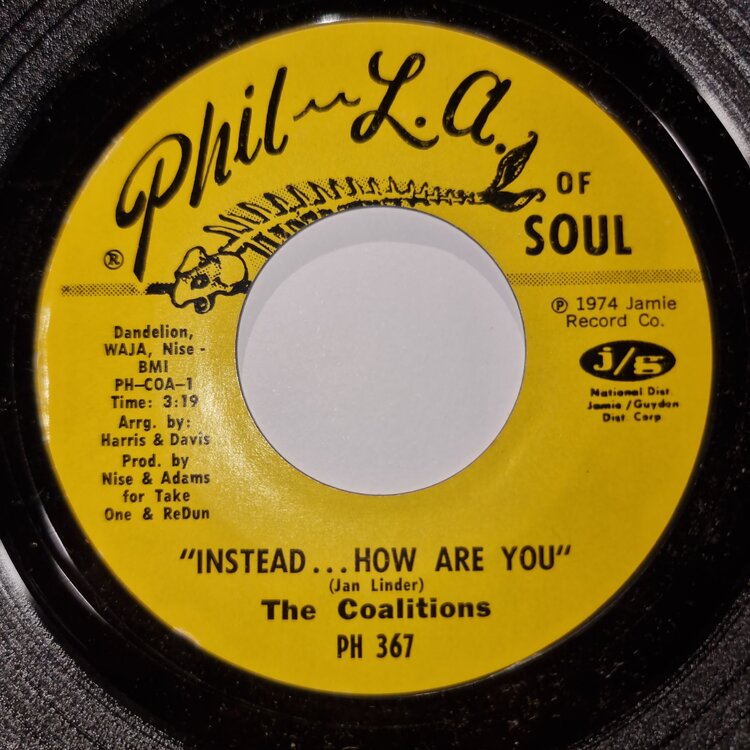 Phil~L.A.
OF
SOUL
®
℗ 1974 Jamie
Record Co.
j/g
National Dist.
Jamie/Guyden
Dist. Corp
Dandelion,
WAJA, Nise -
BMI
PH-COA-1
Time: 3:19
Arrg. by:
Harris & Davis
Prod. by
Nise & Adams
for Take
One & ReDun
"INSTEAD...HOW ARE YOU"
(Jan Linder)
The Coalitions
PH 367